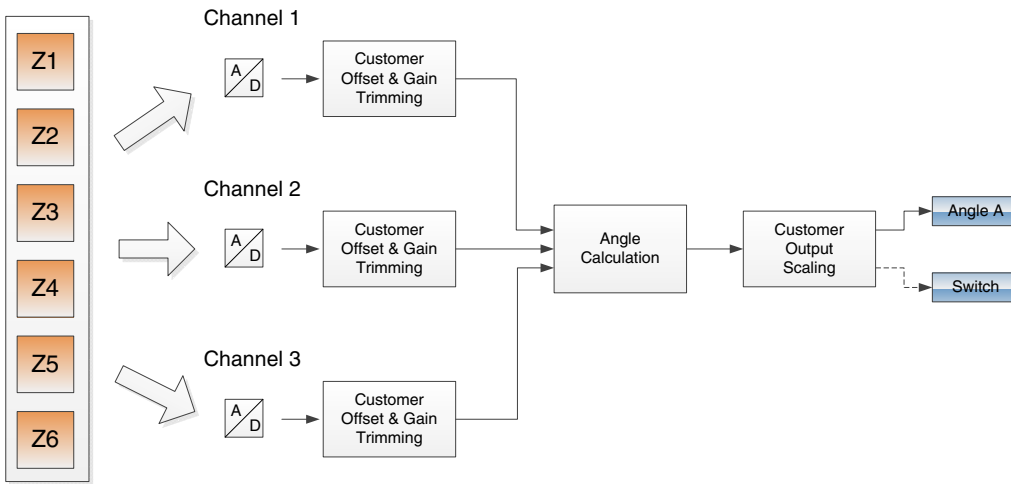 Z1
Z2
Z3
Z4
Z5
Z6
Channel 1
A
D
Customer
Offset & Gain
Trimming
Channel 2
A
D
Customer
Offset & Gain
Trimming
Channel 3
A
D
Customer
Offset & Gain
Trimming
Angle
Calculation
Customer
Output
Scaling
Angle A
Switch